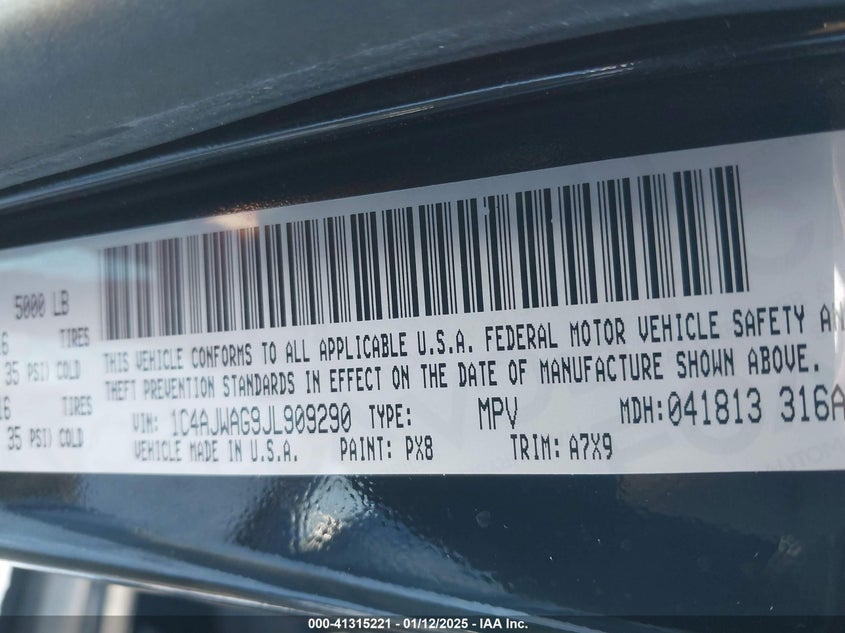 5000 LB
6 TIRES
35 PSI) COLD
16 TIRES
35 PSI) COLD
THIS VEHICLE CONFORMS TO ALL APPLICABLE U.S.A. FEDERAL MOTOR VEHICLE SAFETY AN
THEFT PREVENTION STANDARDS IN EFFECT ON THE DATE OF MANUFACTURE SHOWN ABOVE.
VIN: 1C4AJWAG9JL909290 TYPE: MPV MDH: 041813 316A
VEHICLE MADE IN U.S.A. PAINT: PX8 TRIM: A7X9
000-41315221 - 01/12/2025 - IAA Inc.